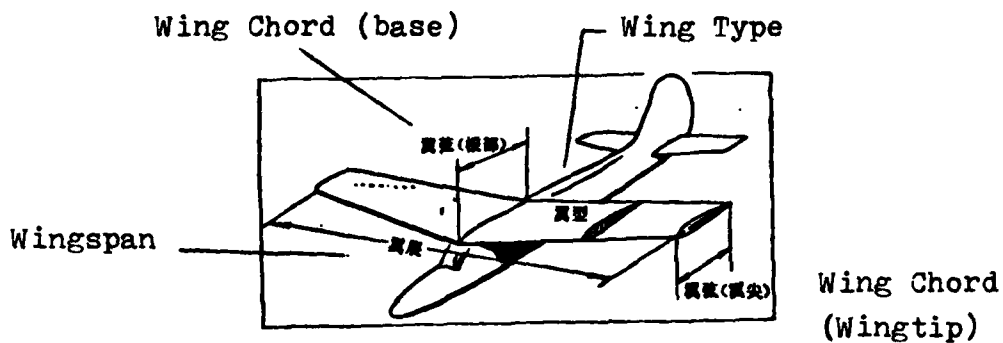 Wing Chord (base)
Wing Type
翼弦(根部)
翼型
Wingspan
翼展
翼弦(翼尖)
Wing Chord
(Wingtip)